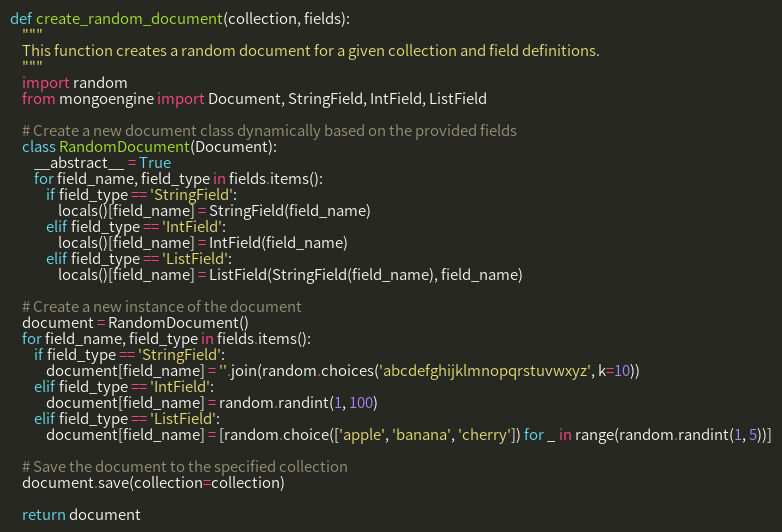 def create_random_document(collection, fields):
    """
    This function creates a random document for a given collection and field definitions.
    """
    import random
    from mongoengine import Document, StringField, IntField, ListField

    # Create a new document class dynamically based on the provided fields
    class RandomDocument(Document):
        __abstract__ = True
        for field_name, field_type in fields.items():
            if field_type == 'StringField':
                locals()[field_name] = StringField(field_name)
            elif field_type == 'IntField':
                locals()[field_name] = IntField(field_name)
            elif field_type == 'ListField':
                locals()[field_name] = ListField(StringField(field_name), field_name)

    # Create a new instance of the document
    document = RandomDocument()
    for field_name, field_type in fields.items():
        if field_type == 'StringField':
            document[field_name] = ''.join(random.choices('abcdefghijklmnopqrstuvwxyz', k=10))
        elif field_type == 'IntField':
            document[field_name] = random.randint(1, 100)
        elif field_type == 'ListField':
            document[field_name] = [random.choice(['apple', 'banana', 'cherry']) for _ in range(random.randint(1, 5))]

    # Save the document to the specified collection
    document.save(collection=collection)

    return document